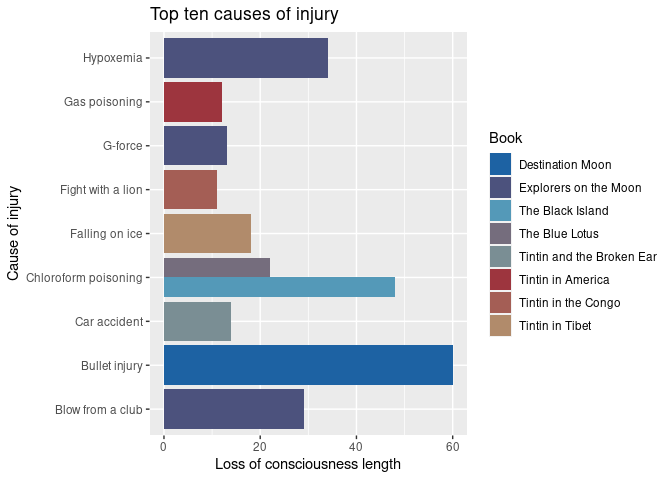 Top ten causes of injury
Cause of injury
Hypoxemia
Gas poisoning
G-force
Fight with a lion
Falling on ice
Chloroform poisoning
Car accident
Bullet injury
Blow from a club
0 20 40 60
Loss of consciousness length
Book
Destination Moon
Explorers on the Moon
The Black Island
The Blue Lotus
Tintin and the Broken Ear
Tintin in America
Tintin in the Congo
Tintin in Tibet